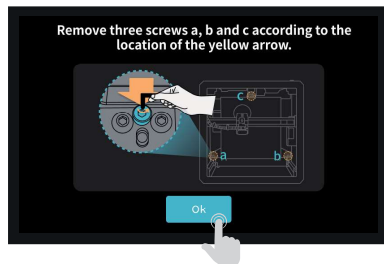 Remove three screws a, b and c according to the
location of the yellow arrow.
c
a
b
Ok